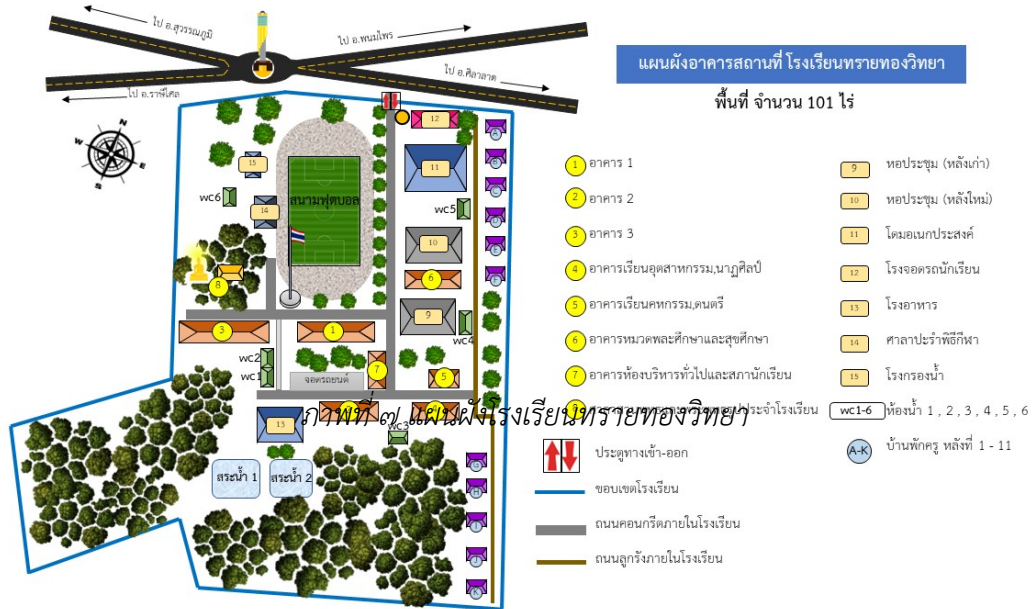 ไป อ.สุวรรณภูมิ
ไป อ.พนมไพร
ไป อ.ราษีไศล
ไป อ.ศิลาลาด
แผนผังอาคารสถานที่ โรงเรียนทรายทองวิทยา
พื้นที่ จำนวน 101 ไร่
N
W
E
S
12
11
10
6
9
5
15
14
8
3
1
7
13
สนามฟุตบอล
wc6
wc5
wc4
wc2
wc1
wc3
จอดรถยนต์
สระน้ำ 1
สระน้ำ 2
A
B
C
D
E
F
G
H
I
J
K
1 อาคาร 1
2 อาคาร 2
3 อาคาร 3
4 อาคารเรียนอุตสาหกรรม,นาฏศิลป์
5 อาคารเรียนคหกรรม,ดนตรี
6 อาคารหมวดพละศึกษาและสุขศึกษา
7 อาคารห้องบริหารทั่วไปและสภานักเรียน
ประจำโรงเรียน
ประตูทางเข้า-ออก
ขอบเขตโรงเรียน
ถนนคอนกรีตภายในโรงเรียน
ถนนลูกรังภายในโรงเรียน
9 หอประชุม (หลังเก่า)
10 หอประชุม (หลังใหม่)
11 โดมอเนกประสงค์
12 โรงจอดรถนักเรียน
13 โรงอาหาร
14 ศาลาประรำพิธีกีฬา
15 โรงกรองน้ำ
wc1-6 ห้องน้ำ 1 , 2 , 3 , 4 , 5 , 6
A-K บ้านพักครู หลังที่ 1 - 11
ภาพที่ ๗ แผนผังโรงเรียนทรายทองวิทยา